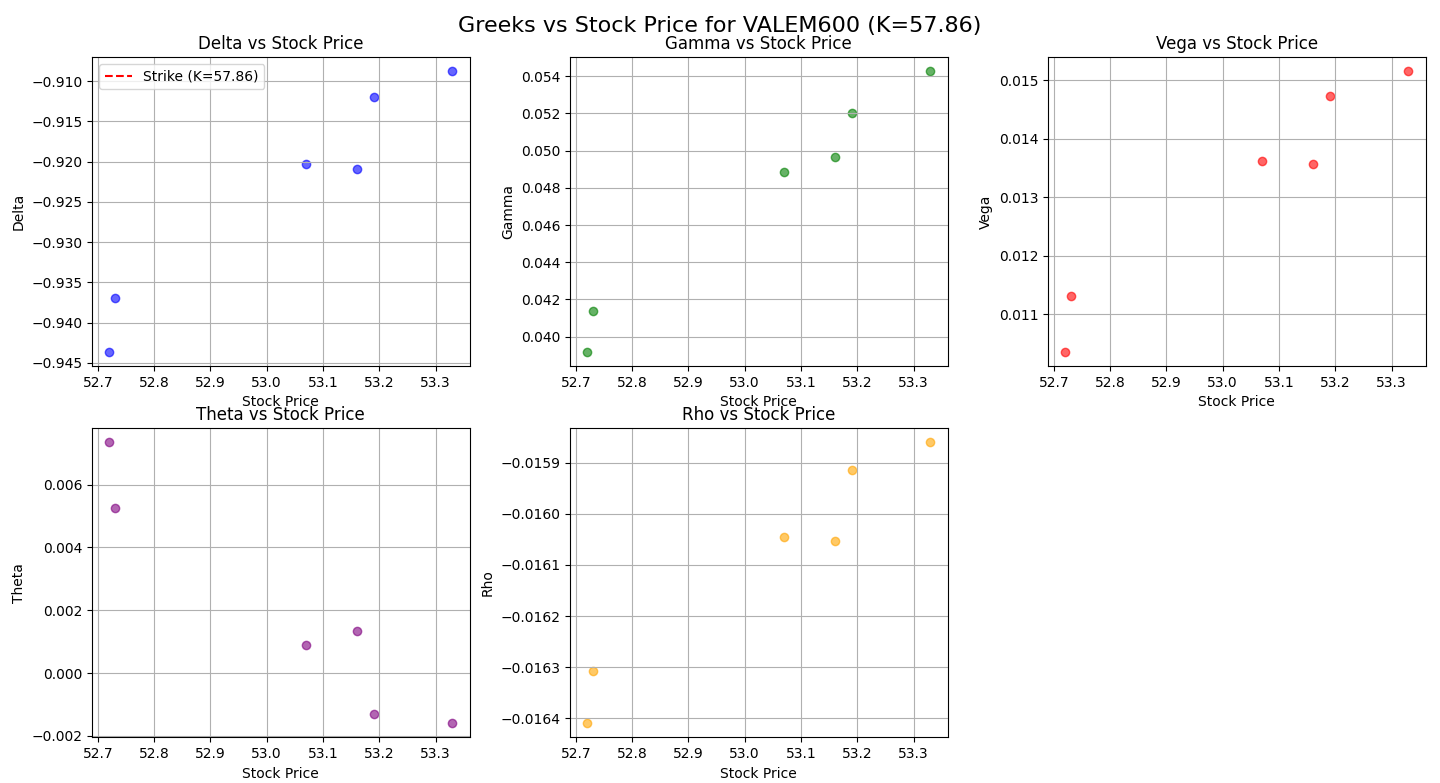 Greeks vs Stock Price for VALEM600 (K=57.86)
Delta vs Stock Price
Strike (K=57.86)
−0.910
−0.915
−0.920
−0.925
−0.930
−0.935
−0.940
−0.945
Delta
52.7 52.8 52.9 53.0 53.1 53.2 53.3
Stock Price
Gamma vs Stock Price
0.054
0.052
0.050
0.048
0.046
0.044
0.042
0.040
Gamma
52.7 52.8 52.9 53.0 53.1 53.2 53.3
Stock Price
Vega vs Stock Price
0.015
0.014
0.013
0.012
0.011
Vega
52.7 52.8 52.9 53.0 53.1 53.2 53.3
Stock Price
Theta vs Stock Price
0.006
0.004
0.002
0.000
−0.002
Theta
52.7 52.8 52.9 53.0 53.1 53.2 53.3
Stock Price
Rho vs Stock Price
−0.0159
−0.0160
−0.0161
−0.0162
−0.0163
−0.0164
Rho
52.7 52.8 52.9 53.0 53.1 53.2 53.3
Stock Price